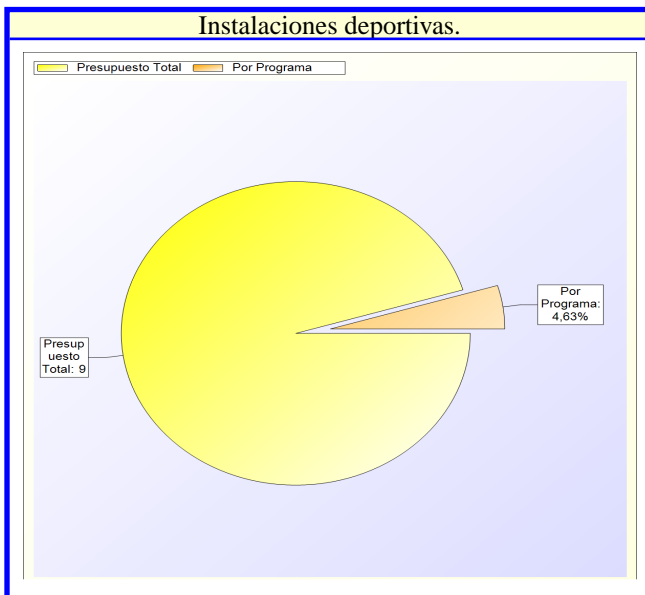 Instalaciones deportivas.
Presupuesto Total
Por Programa
Por
Programa:
4,63%
Presup
uesto
Total: 9